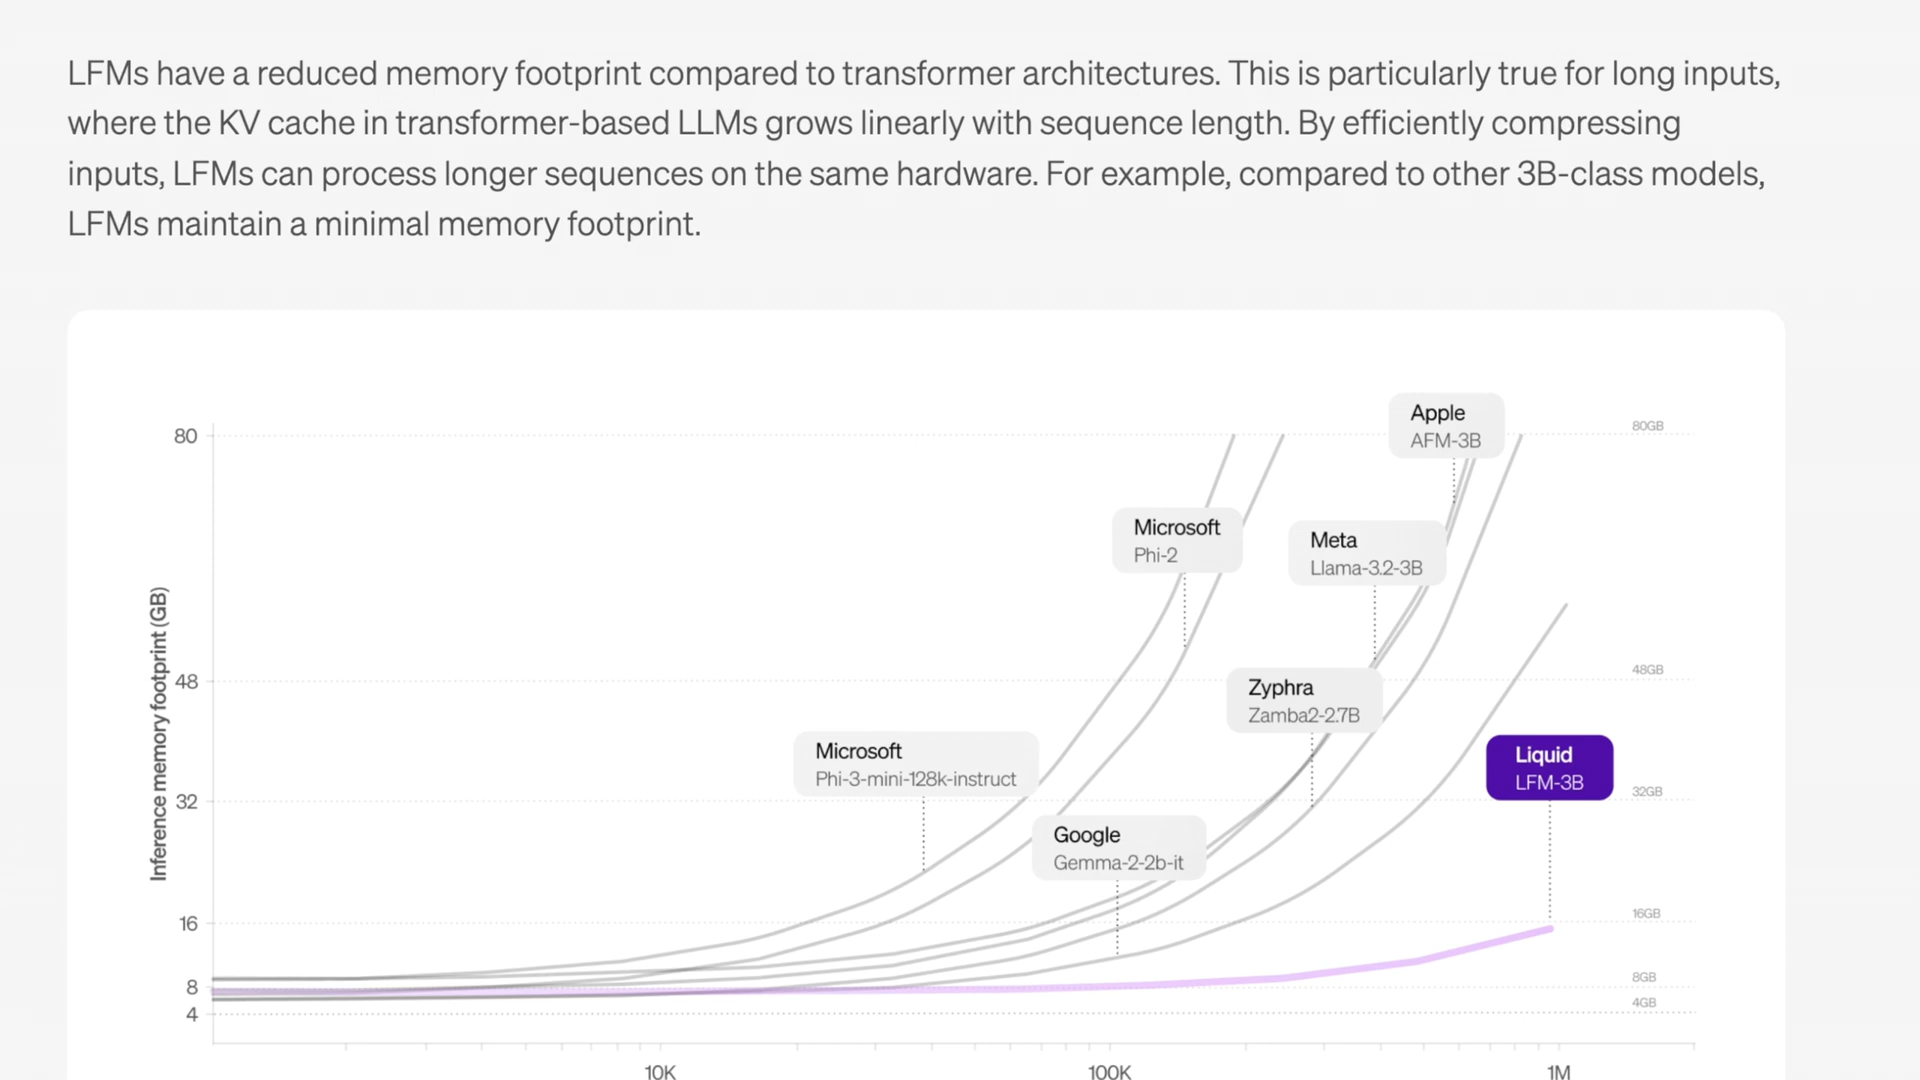 LFMs have a reduced memory footprint compared to transformer architectures. This is particularly true for long inputs,
where the KV cache in transformer-based LLMs grows linearly with sequence length. By efficiently compressing
inputs, LFMs can process longer sequences on the same hardware. For example, compared to other 3B-class models,
LFMs maintain a minimal memory footprint.
Apple
AFM-3B
80
80GB
Microsoft
Phi-2
Meta
Llama-3.2-3B
Inference memory footprint (GB)
48
48GB
Zyphra
Zamba2-2.7B
Microsoft
Phi-3-mini-128k-instruct
Liquid
LFM-3B
32
32GB
Google
Gemma-2-2b-it
16
16GB
8
8GB
4
4GB
10K
100K
1M